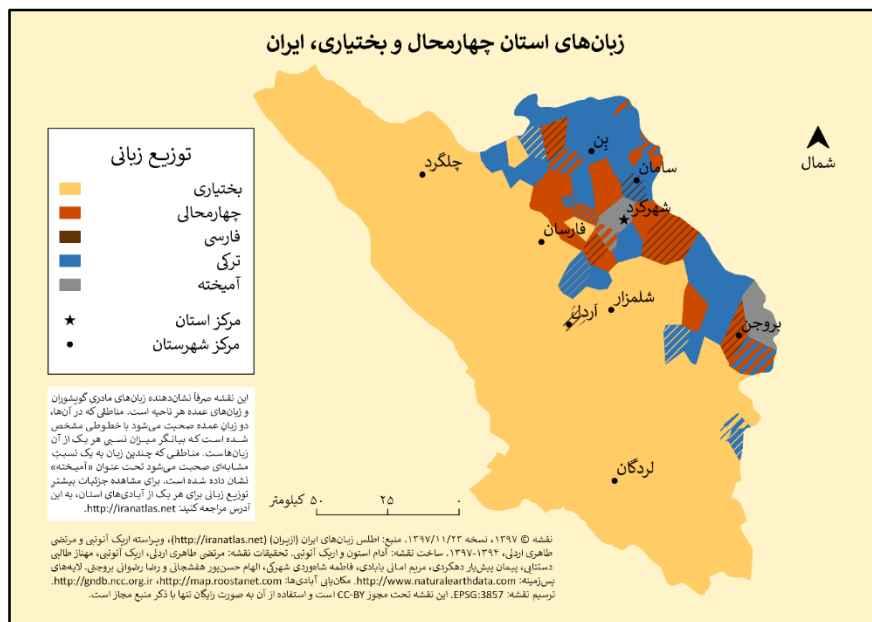 زبان‌های استان چهارمحال و بختیاری، ایران
توزیع زبانی
بختیاری
چهارمحالی
فارسی
ترکی
آمیخته
مرکز استان
مرکز شهرستان
شمال
چلگرد
بِن
سامان
شهرکرد
فارسان
شلمزار
اَردل
بروجن
لردگان
۵۰ کیلومتر
۲۵
۰
این نقشه صرفاً نشان‌دهنده زبان‌های مادریِ گویشوران
و زبان‌های عمده هر ناحیه است. مناطقی که در آن‌ها،
دو زبانِ عمده صحبت می‌شود با خطوطی مشخص
شده است که بیانگر میزان نسبی هر یک از آن
زبان‌هاست. مناطقی که چندین زبان به یک نسبتِ
مشابه‌ای صحبت می‌شود تحت عنوان «آمیخته»
نشان داده شده است. برای مشاهده جزئیات بیشترِ
توزیع زبانی برای هر یک از آبادی‌های استان، به این
آدرس مراجعه کنید: http://iranatlas.net.
نقشه © ۱۳۹۷، نسخه ۱۳۹۷/۱۱/۲۳. منبع: اطلس زبان‌های ایران (ازیران) (http://iranatlas.net)، ویراسته اریک آنونبی و مرتضی
طاهری اردلی، ۱۳۹۴-۱۳۹۷. ساخت نقشه: آدام استون و اریک آنونبی. تحقیقات نقشه: مرتضی طاهری اردلی، اریک آنونبی، مهناز طالبی
دستنایی، پیمان پیش‌یار دهکردی، مریم امانی بابادی، فاطمه شاه‌وردی شهرکی، الهام حسن‌پور هفشجانی و رضا رضوانی بروجنی. لایه‌های
پس‌زمینه: http://www.naturalearthdata.com. مکان‌یابی آبادی‌ها: http://map.roostanet.com، http://gndb.ncc.org.ir.
ترسیم نقشه: EPSG:3857. این نقشه تحت مجوز CC-BY است و استفاده از آن به صورت رایگان تنها با ذکر منبع مجاز است.